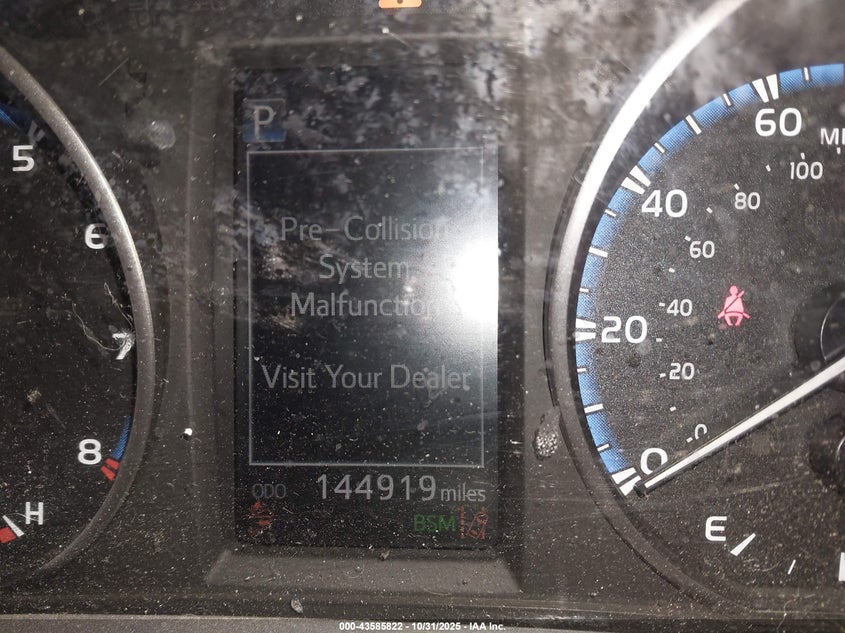 P
Pre-Collision
System
Malfunction
Visit Your Dealer
ODO 144919 miles
BSM
5
6
7
8
H
60
40
20
0
100
80
60
40
20
0
E
000-43585822 - 10/31/2025 - IAA Inc.